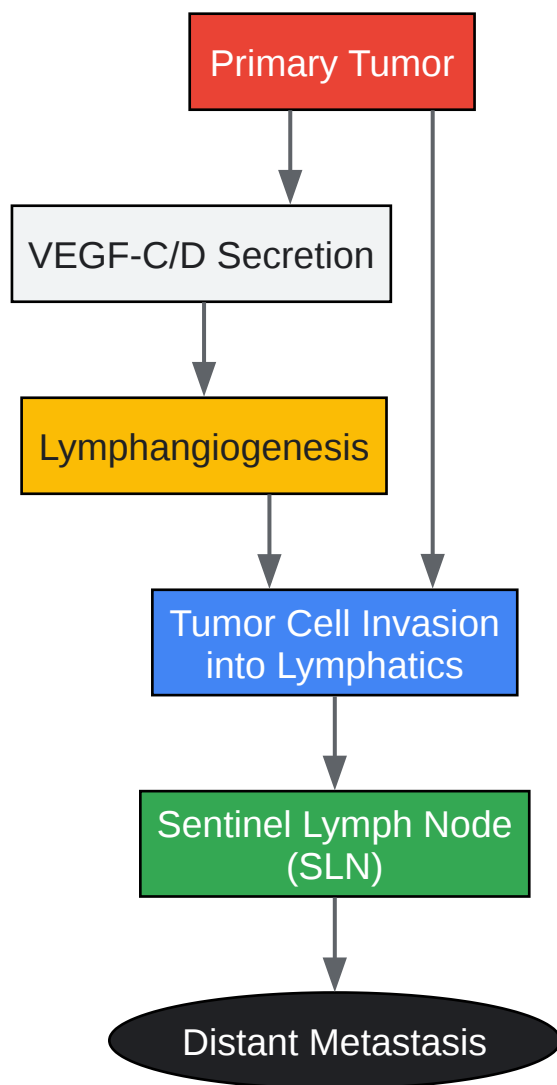 Primary Tumor
VEGF-C/D Secretion
Lymphangiogenesis
Tumor Cell Invasion
into Lymphatics
Sentinel Lymph Node
(SLN)
Distant Metastasis